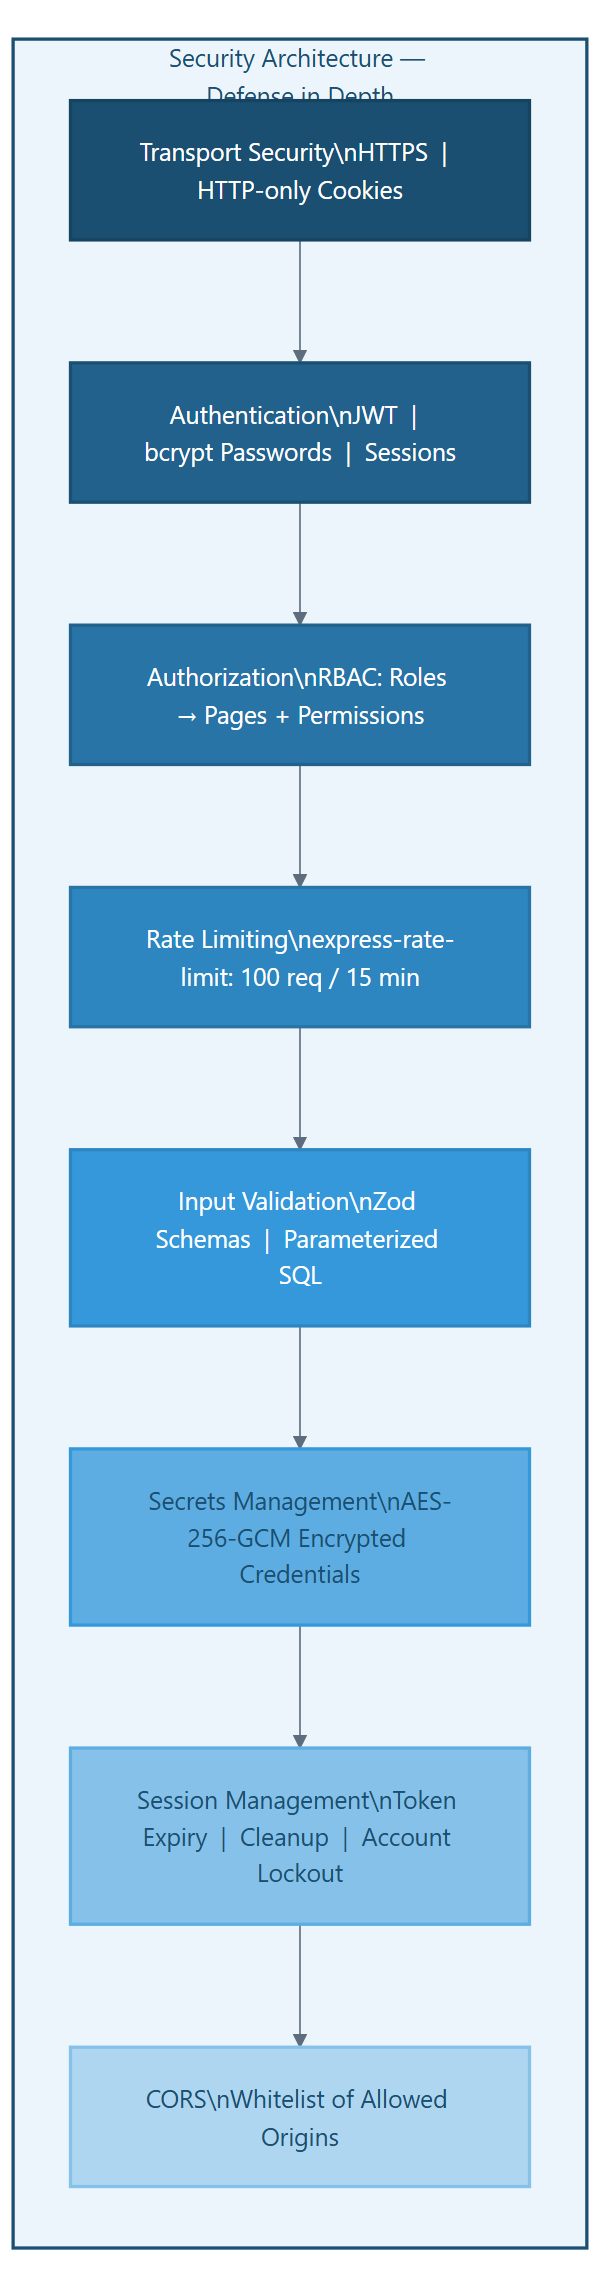 Security Architecture —
Defense in Depth
Transport Security\nHTTPS |
HTTP-only Cookies
Authentication\nJWT |
bcrypt Passwords | Sessions
Authorization\nRBAC: Roles
→ Pages + Permissions
Rate Limiting\nexpress-rate-
limit: 100 req / 15 min
Input Validation\nZod
Schemas | Parameterized
SQL
Secrets Management\nAES-
256-GCM Encrypted
Credentials
Session Management\nToken
Expiry | Cleanup | Account
Lockout
CORS\nWhitelist of Allowed
Origins